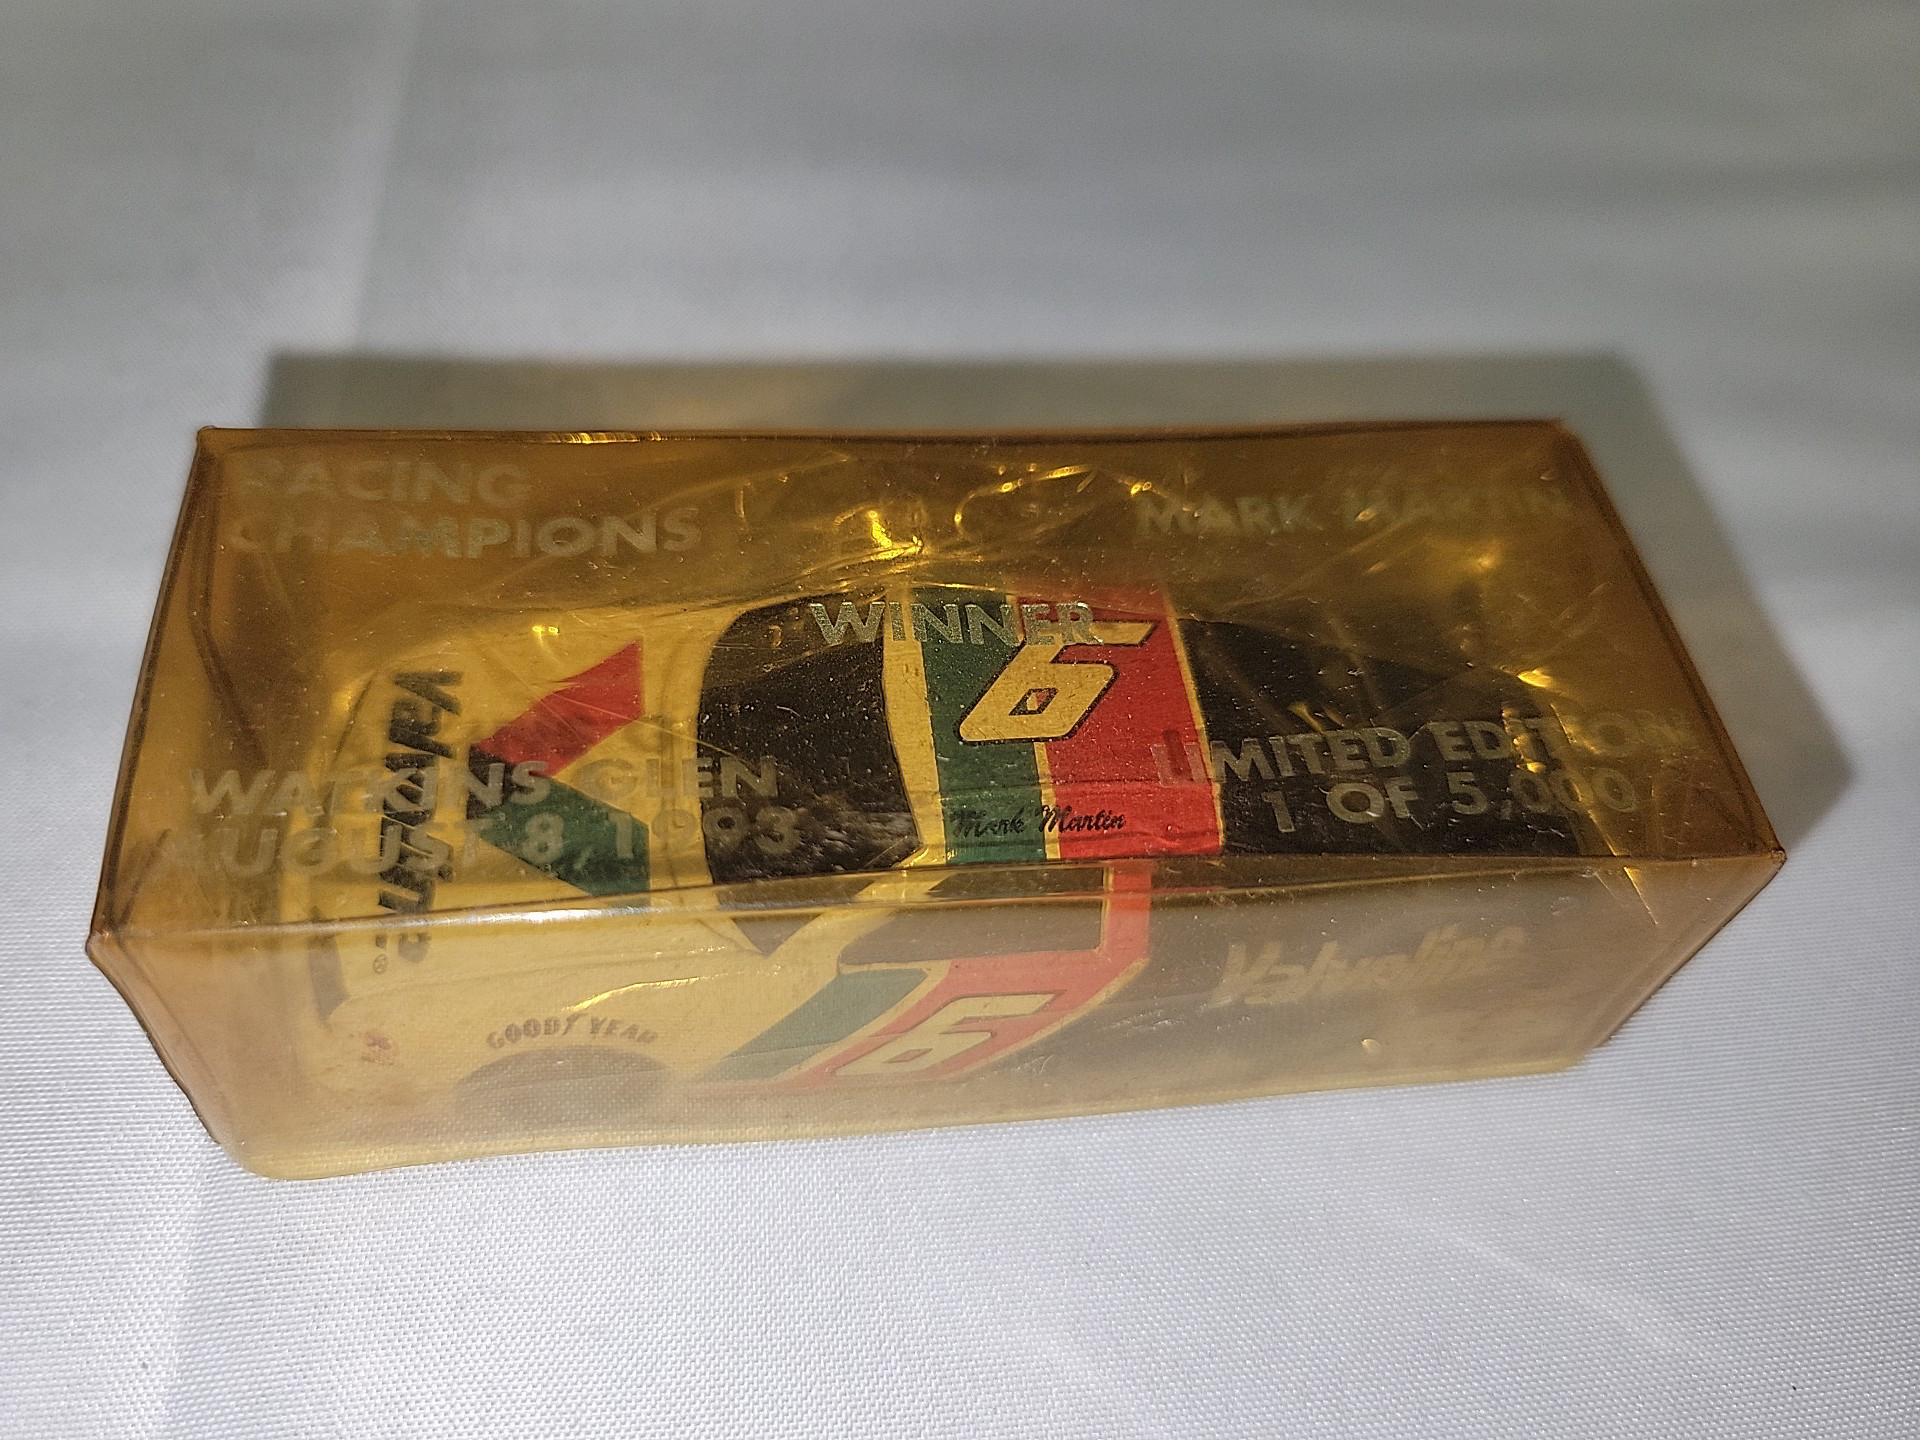 RACING
CHAMPIONS
MARK MARTIN
WINNER
6
WATKINS GLEN
AUGUST 8, 1993
LIMITED EDITION
1 OF 5,000
Mark Martin
Valvoline
GOODYEAR
6